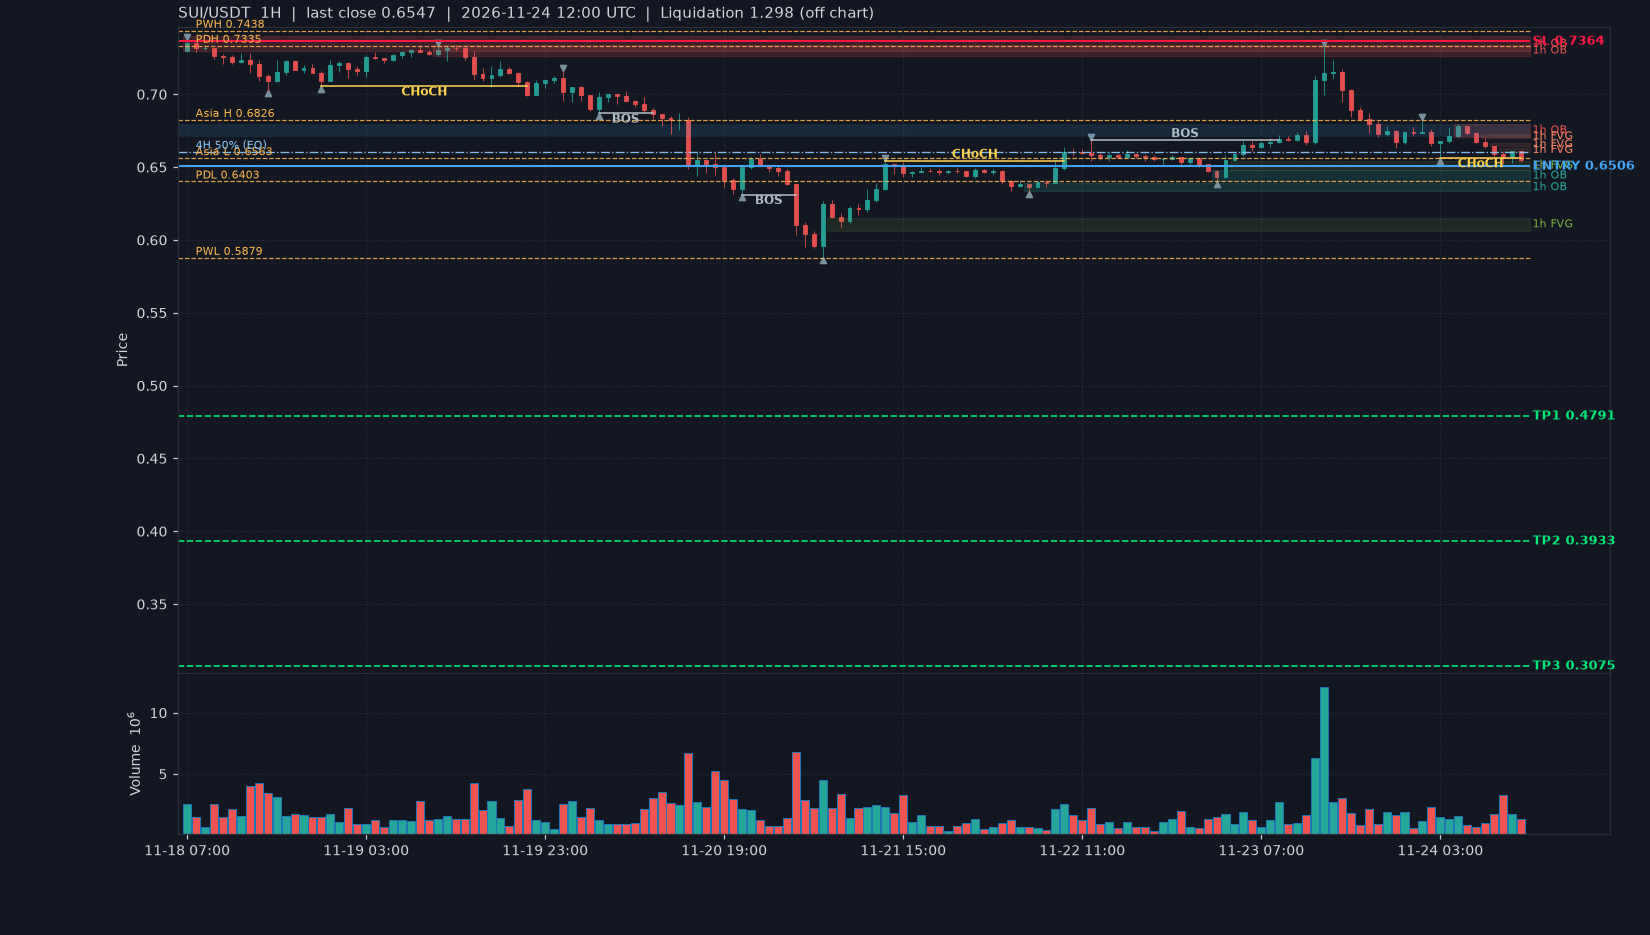 SUI/USDT 1H | last close 0.6547 | 2026-11-24 12:00 UTC | Liquidation 1.298 (off chart)
PWH 0.7438
PDH 0.7335
SL 0.7364
1h OB
1h OB
0.70
CHoCH
BOS
Asia H 0.6826
BOS
1h OB
1h FVG
1h FVG
1h FVG
4H 50% (EQ)
Asia L 0.6563
CHoCH
CHoCH
0.65
ENTRY 0.6506
PDL 0.6403
1h OB
1h OB
BOS
1h FVG
0.60
PWL 0.5879
0.55
Price
0.50
TP1 0.4791
0.45
0.40
TP2 0.3933
0.35
TP3 0.3075
Volume 10⁶
10
5
11-18 07:00
11-19 03:00
11-19 23:00
11-20 19:00
11-21 15:00
11-22 11:00
11-23 07:00
11-24 03:00